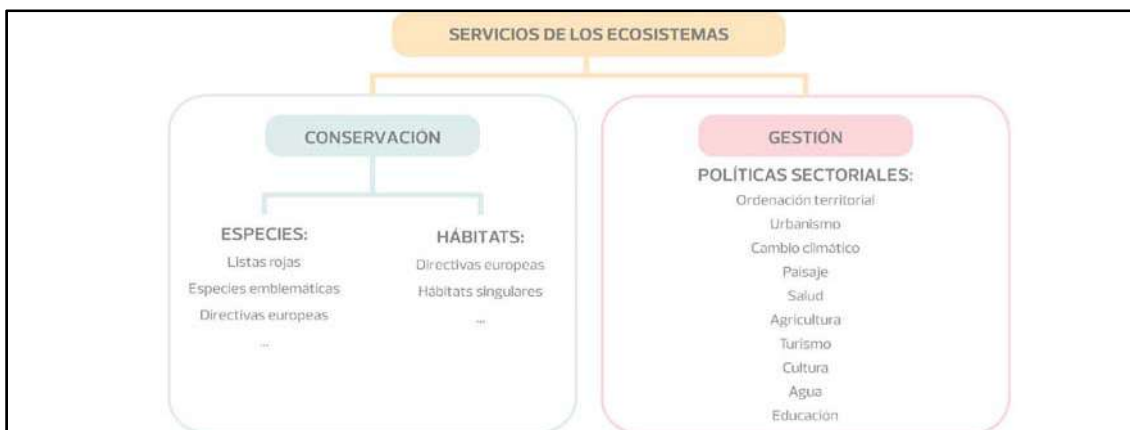 SERVICIOS DE LOS ECOSISTEMAS
CONSERVACIÓN
ESPECIES:
Listas rojas
Especies emblemáticas
Directivas europeas
...
HÁBITATS:
Directivas europeas
Hábitats singulares
...
GESTIÓN
POLÍTICAS SECTORIALES:
Ordenación territorial
Urbanismo
Cambio climático
Paisaje
Salud
Agricultura
Turismo
Cultura
Agua
Educación